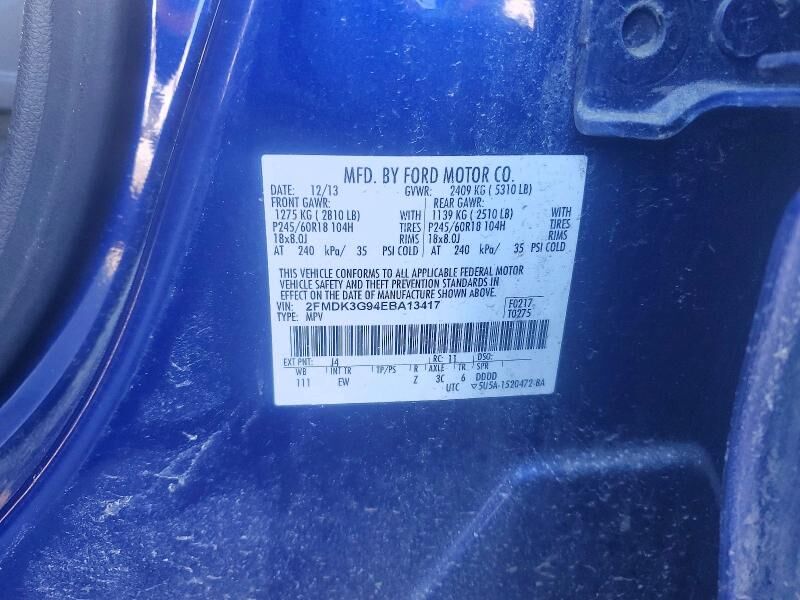 MFD. BY FORD MOTOR CO.
DATE: 12/13 GVWR: 2409 KG ( 5310 LB)
FRONT GAWR: REAR GAWR:
1275 KG ( 2810 LB) WITH 1139 KG ( 2510 LB) WITH
P245/60R18 104H TIRES P245/60R18 104H TIRES
18x8.0J RIMS 18x8.0J RIMS
AT 240 kPa/ 35 PSI COLD AT 240 kPa/ 35 PSI COLD
THIS VEHICLE CONFORMS TO ALL APPLICABLE FEDERAL MOTOR
VEHICLE SAFETY AND THEFT PREVENTION STANDARDS IN
EFFECT ON THE DATE OF MANUFACTURE SHOWN ABOVE.
VIN: 2FMDK3G94EBA13417 F0217
TYPE: MPV T0275
EXT PNT: J4 RC: 11 DSO:
WB INT TR TP/PS R AXLE TR SPR
111 EW Z 3C 6 DDDD
UTC ▽5U5A-1520472-BA